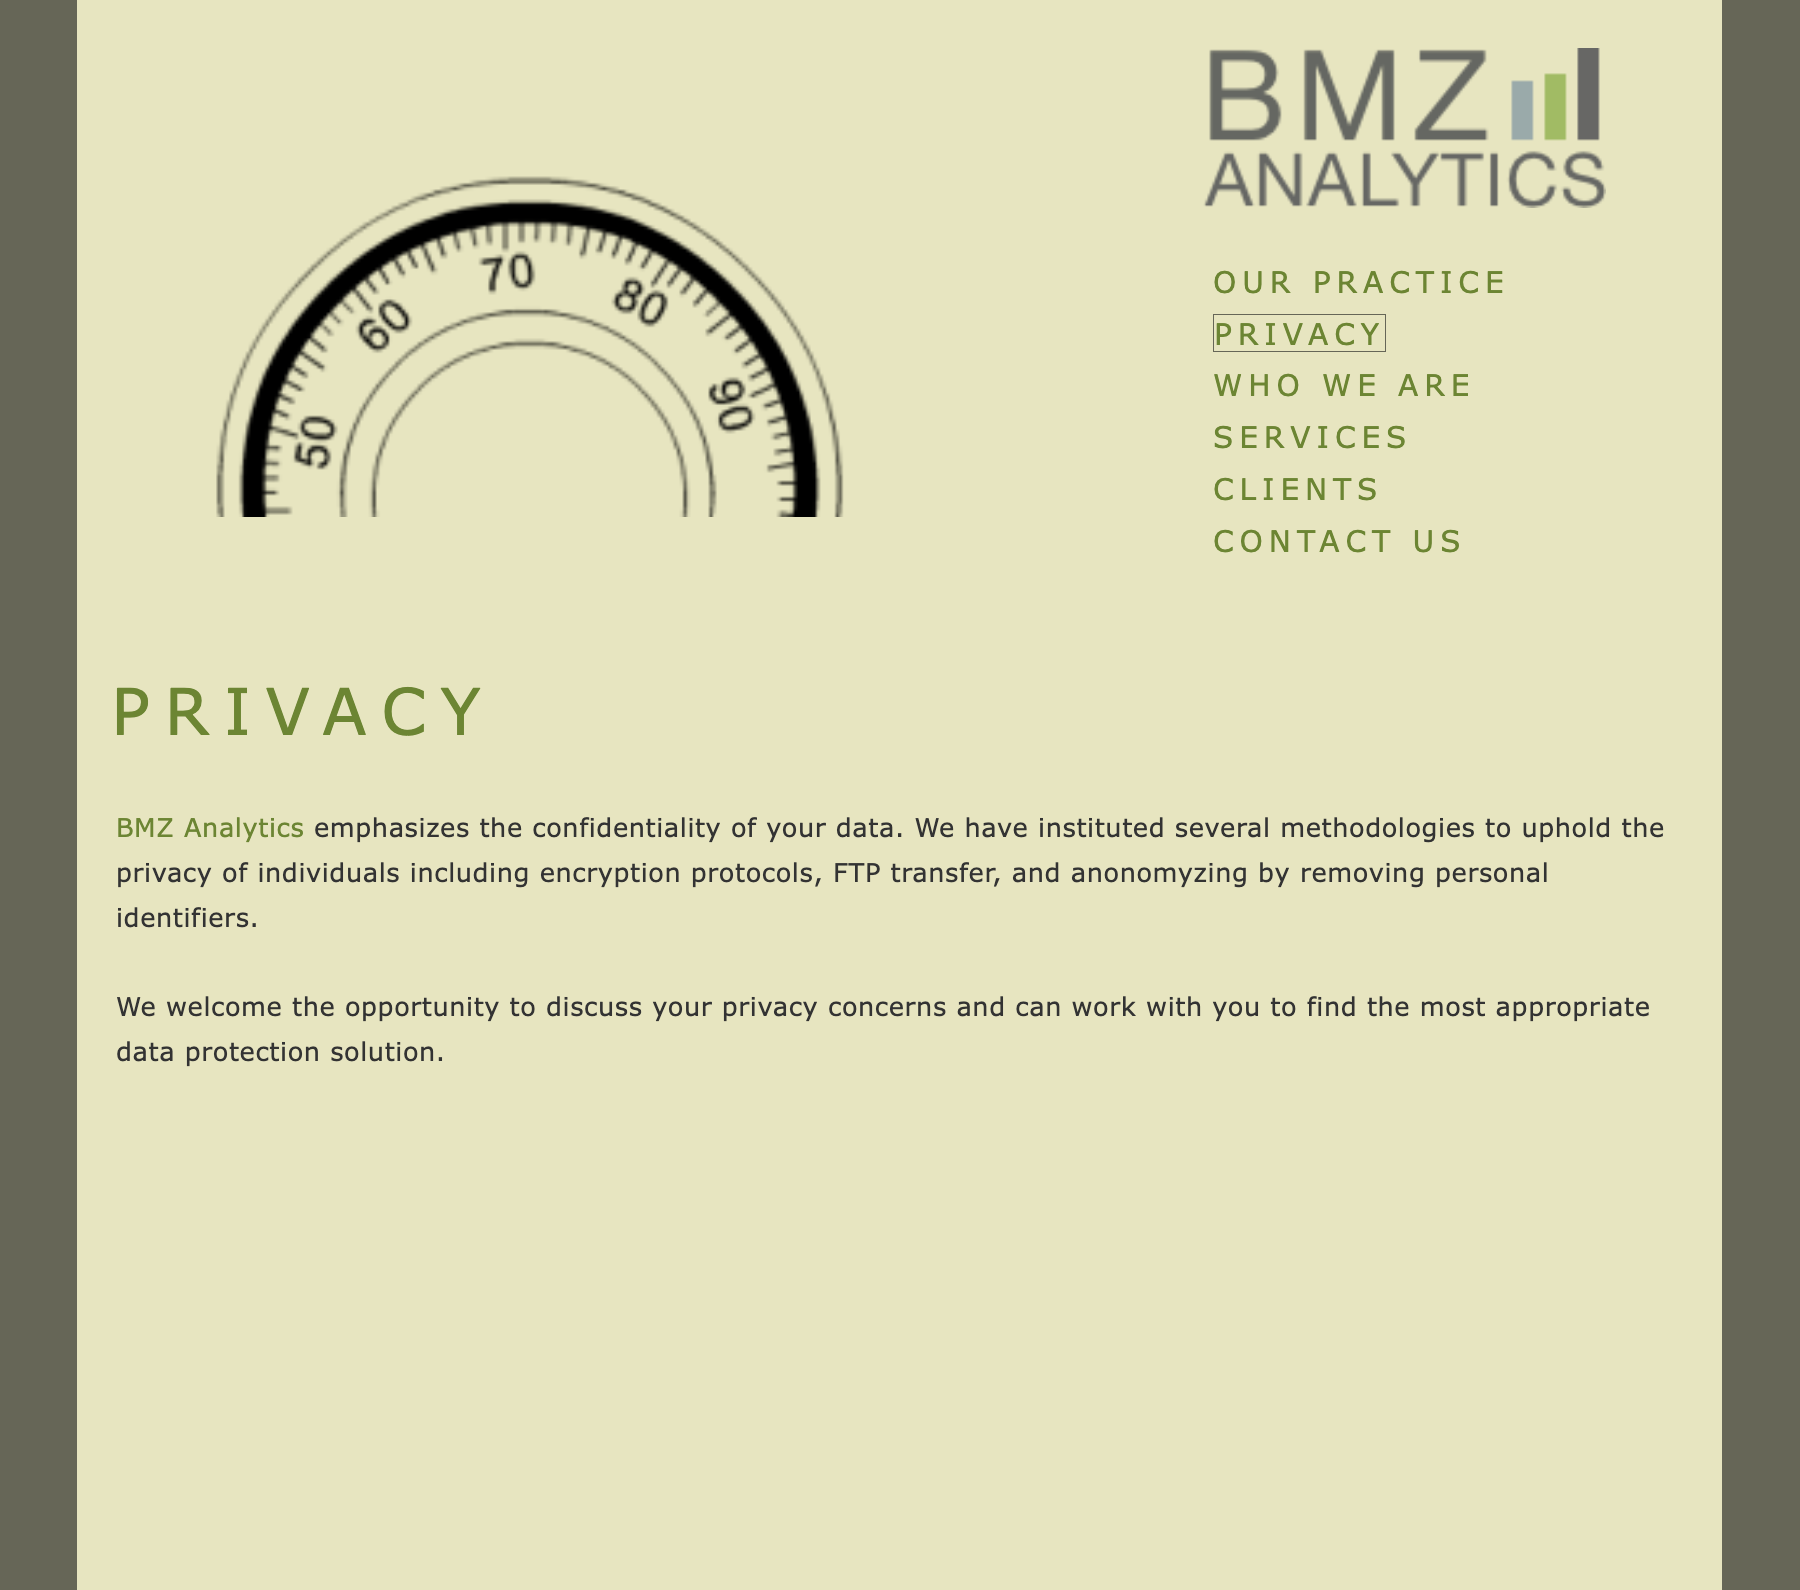 BMZ
ANALYTICS
50
60
70
80
90
OUR PRACTICE
PRIVACY
WHO WE ARE
SERVICES
CLIENTS
CONTACT US
PRIVACY
BMZ Analytics emphasizes the confidentiality of your data. We have instituted several methodologies to uphold the
privacy of individuals including encryption protocols, FTP transfer, and anonomyzing by removing personal
identifiers.
We welcome the opportunity to discuss your privacy concerns and can work with you to find the most appropriate
data protection solution.